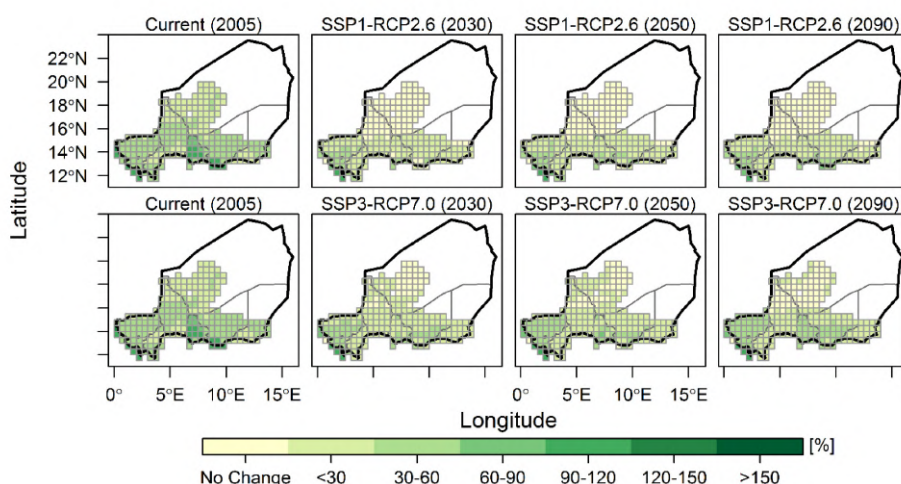 Current (2005) SSP1-RCP2.6 (2030) SSP1-RCP2.6 (2050) SSP1-RCP2.6 (2090)
22°N
20°N
18°N
16°N
14°N
12°N
Latitude
Current (2005) SSP3-RCP7.0 (2030) SSP3-RCP7.0 (2050) SSP3-RCP7.0 (2090)
0° 5°E 10°E 15°E 0° 5°E 10°E 15°E
Longitude
[%]
No Change <30 30-60 60-90 90-120 120-150 >150